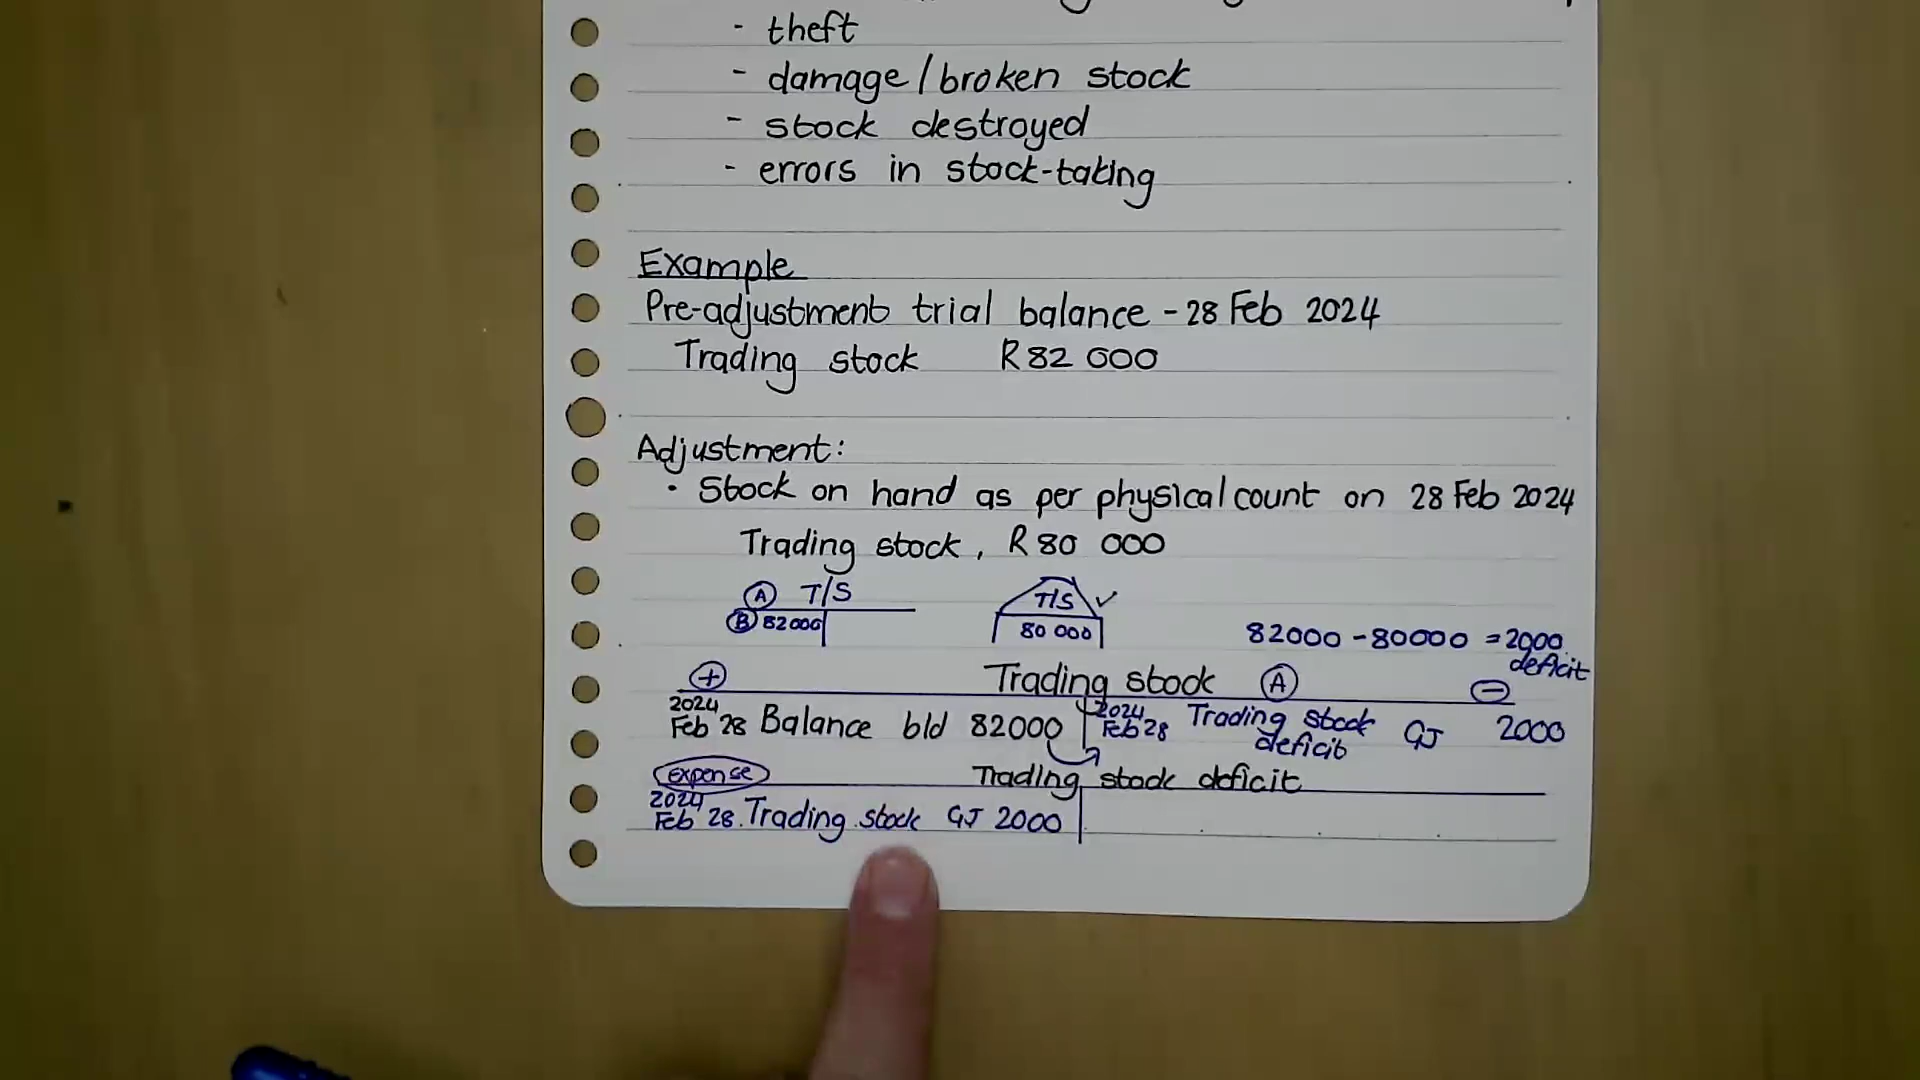 - theft
- damage/broken stock
- stock destroyed
- errors in stock-taking
Example
Pre-adjustment trial balance - 28 Feb 2024
Trading stock R82 000
Adjustment:
• Stock on hand as per physical count on 28 Feb 2024
Trading stock, R80 000
A T/S
B 82000
T/S ✓
80 000
82000 - 80000 = 2000
deficit
+ Trading stock A -
2024
Feb 28 Balance b/d 82000
2024
Feb 28 Trading stock deficit GJ 2000
expense Trading stock deficit
2024
Feb 28 Trading stock GJ 2000